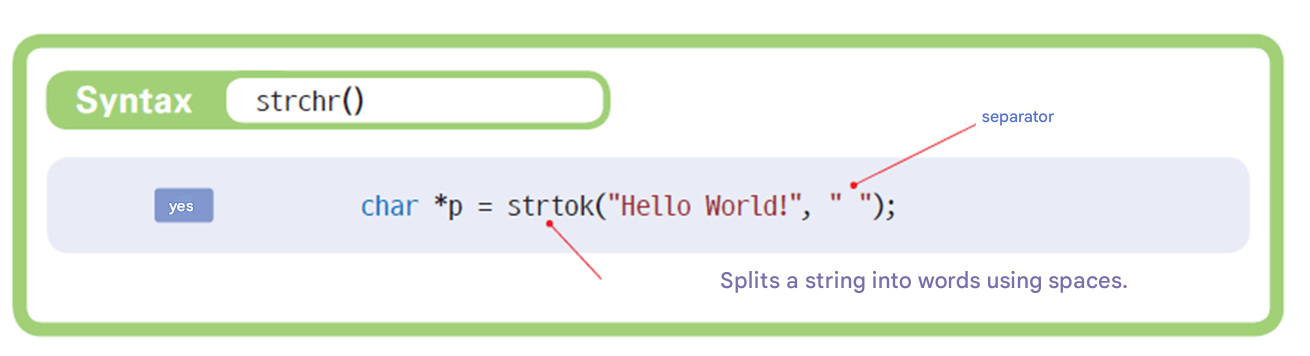 Syntax strchr()
separator
yes char *p = strtok("Hello World!", " ");
Splits a string into words using spaces.